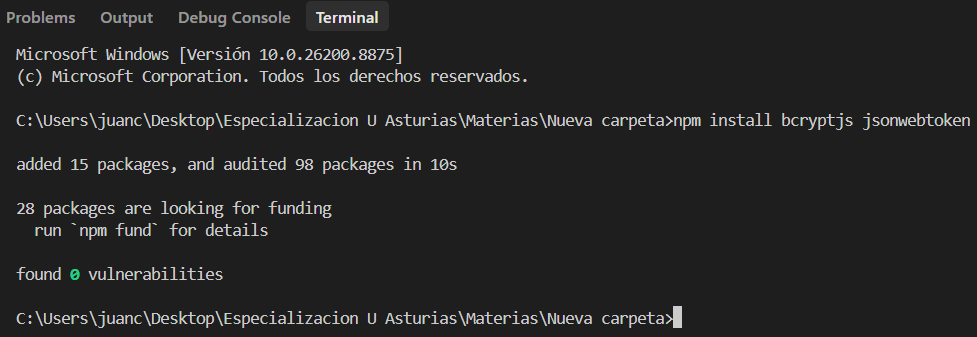 Problems Output Debug Console Terminal
Microsoft Windows [Versión 10.0.26200.8875]
(c) Microsoft Corporation. Todos los derechos reservados.
C:\Users\juanc\Desktop\Especializacion U Asturias\Materias\Nueva carpeta>npm install bcryptjs jsonwebtoken
added 15 packages, and audited 98 packages in 10s
28 packages are looking for funding
  run `npm fund` for details
found 0 vulnerabilities
C:\Users\juanc\Desktop\Especializacion U Asturias\Materias\Nueva carpeta>